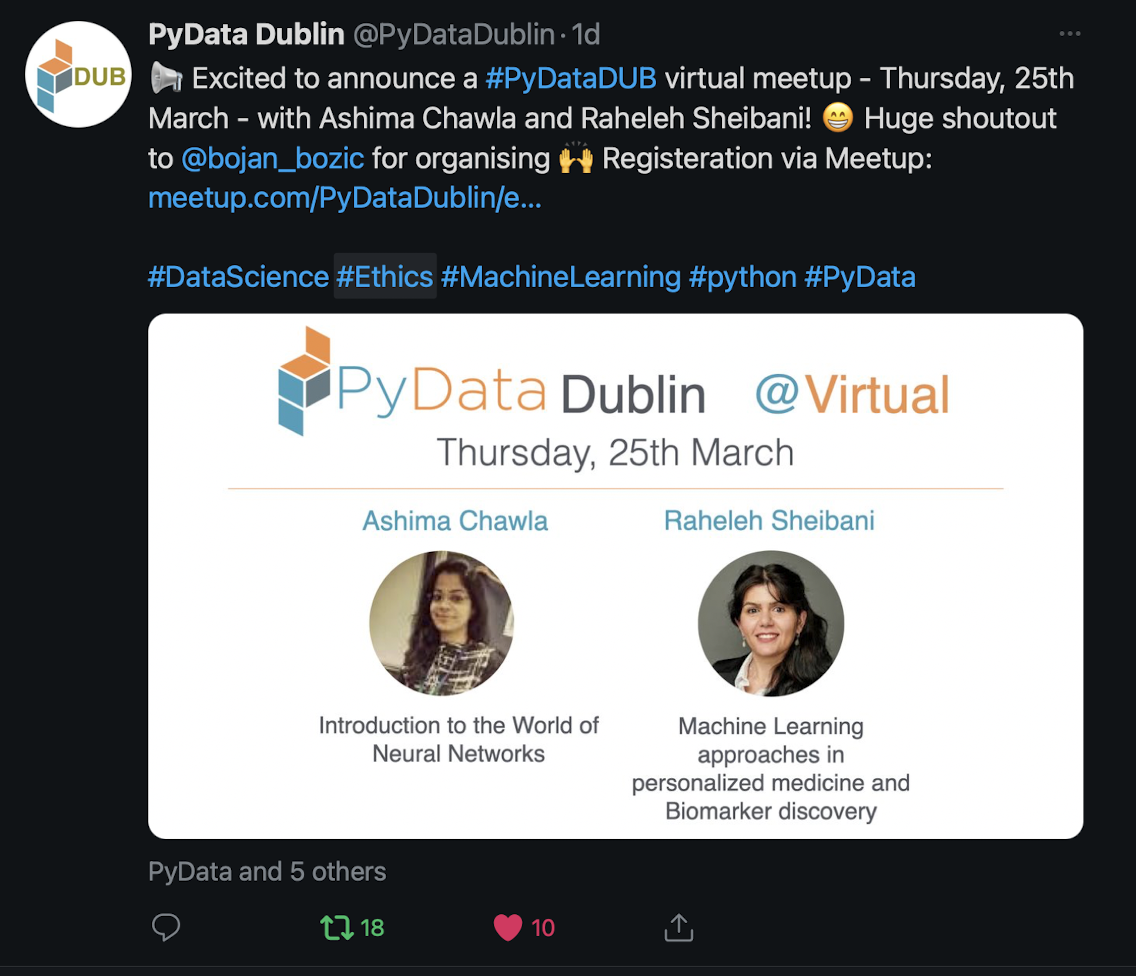 PyData Dublin @PyDataDublin · 1d
DUB
📢 Excited to announce a #PyDataDUB virtual meetup - Thursday, 25th
March - with Ashima Chawla and Raheleh Sheibani! 😁 Huge shoutout
to @bojan_bozic for organising 🙌 Registeration via Meetup:
meetup.com/PyDataDublin/e...
#DataScience #Ethics #MachineLearning #python #PyData
PyData Dublin @Virtual
Thursday, 25th March
Ashima Chawla
Introduction to the World of
Neural Networks
Raheleh Sheibani
Machine Learning
approaches in
personalized medicine and
Biomarker discovery
PyData and 5 others
18 10